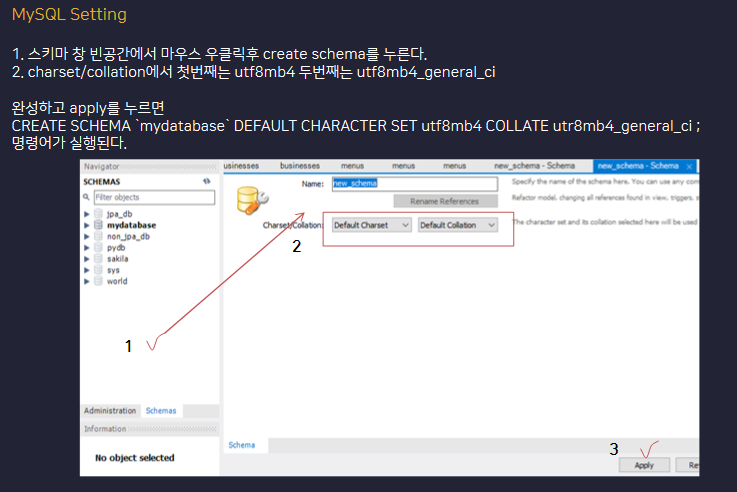 MySQL Setting
1. 스키마 창 빈공간에서 마우스 우클릭후 create schema를 누른다.
2. charset/collation에서 첫번째는 utf8mb4 두번째는 utf8mb4_general_ci
완성하고 apply를 누르면
CREATE SCHEMA `mydatabase` DEFAULT CHARACTER SET utf8mb4 COLLATE utr8mb4_general_ci ;
명령어가 실행된다.
Navigator
usinesses businesses menus menus menus new_schema - Schema new_schema - Schema
SCHEMAS
Filter objects
jpa_db
mydatabase
non_jpa_db
pydb
sakila
sys
world
Name: new_schema
Specify the name of the schema here. You can use any com
Rename References
Refactor model, changing all references found in view, triggers, s
Charset/Collation: Default Charset Default Collation
The character set and its collation selected here will be used
2
1
Administration Schemas
Information
No object selected
Schema
3
Apply Re